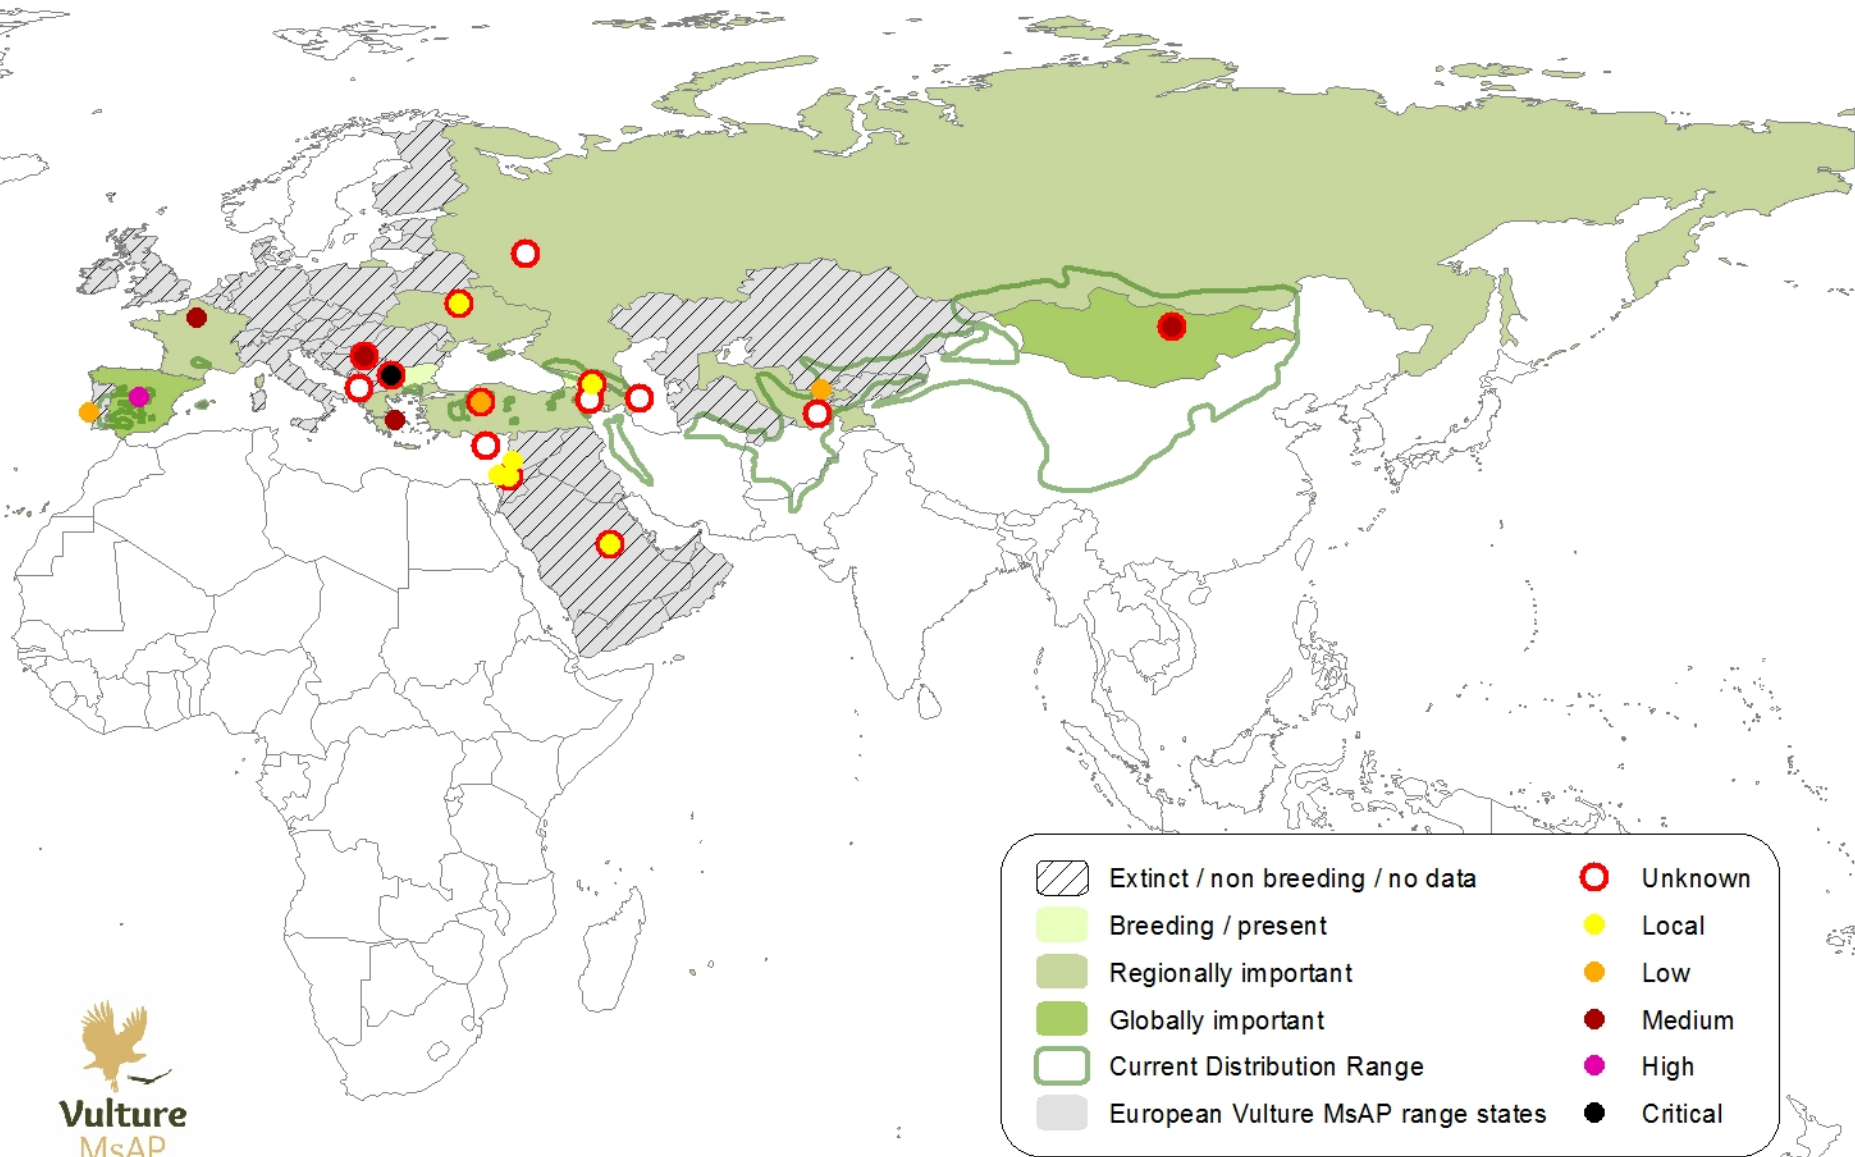 Extinct / non breeding / no data
Breeding / present
Regionally important
Globally important
Current Distribution Range
European Vulture MsAP range states
Unknown
Local
Low
Medium
High
Critical
Vulture
MsAP